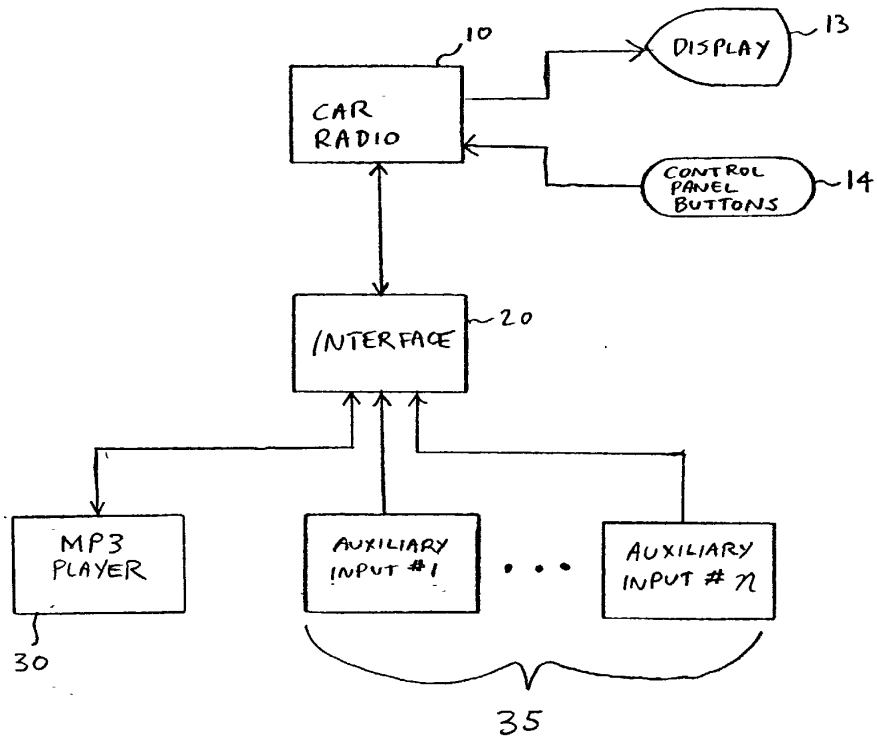 10
CAR
RADIO
DISPLAY
13
CONTROL
PANEL
BUTTONS
14
INTERFACE
20
MP3
PLAYER
30
AUXILIARY
INPUT #1
• • •
AUXILIARY
INPUT # n
35